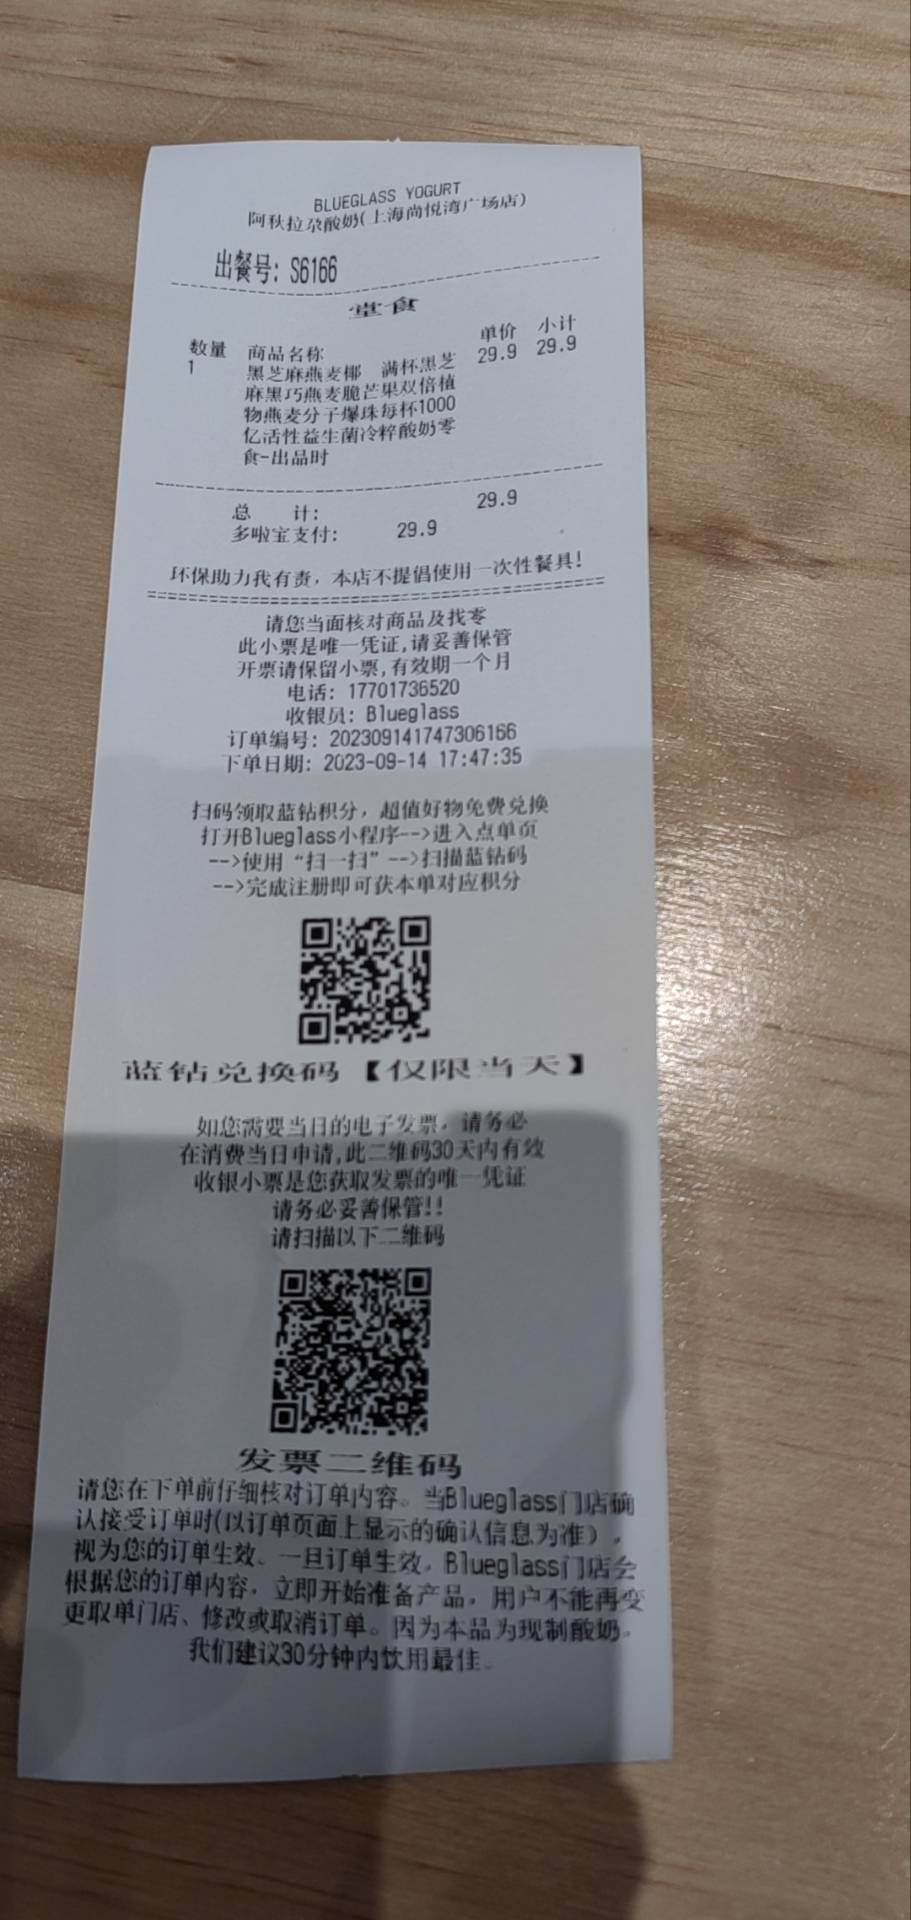 BLUEGLASS YOGURT
阿秋拉尕酸奶(上海尚悦湾广场店)
出餐号: S6166
堂食
数量 商品名称 单价 小计
1 黑芝麻燕麦椰 满杯黑芝 29.9 29.9
麻黑巧燕麦脆芒果双倍植
物燕麦分子爆珠每杯1000
亿活性益生菌冷粹酸奶零
食-出品时
总 计: 29.9
多啦宝支付: 29.9
环保助力我有责，本店不提倡使用一次性餐具!
请您当面核对商品及找零
此小票是唯一凭证,请妥善保管
开票请保留小票,有效期一个月
电话: 17701736520
收银员: Blueglass
订单编号: 202309141747306166
下单日期: 2023-09-14 17:47:35
扫码领取蓝钻积分，超值好物免费兑换
打开Blueglass小程序-->进入点单页
-->使用“扫一扫”-->扫描蓝钻码
-->完成注册即可获本单对应积分
蓝钻兑换码【仅限当天】
如您需要当日的电子发票，请务必
在消费当日申请,此二维码30天内有效
收银小票是您获取发票的唯一凭证
请务必妥善保管!!
请扫描以下二维码
发票二维码
请您在下单前仔细核对订单内容。当Blueglass门店确
认接受订单时(以订单页面上显示的确认信息为准)，
视为您的订单生效。一旦订单生效，Blueglass门店会
根据您的订单内容，立即开始准备产品，用户不能再变
更取单门店、修改或取消订单。因为本品为现制酸奶，
我们建议30分钟内饮用最佳。